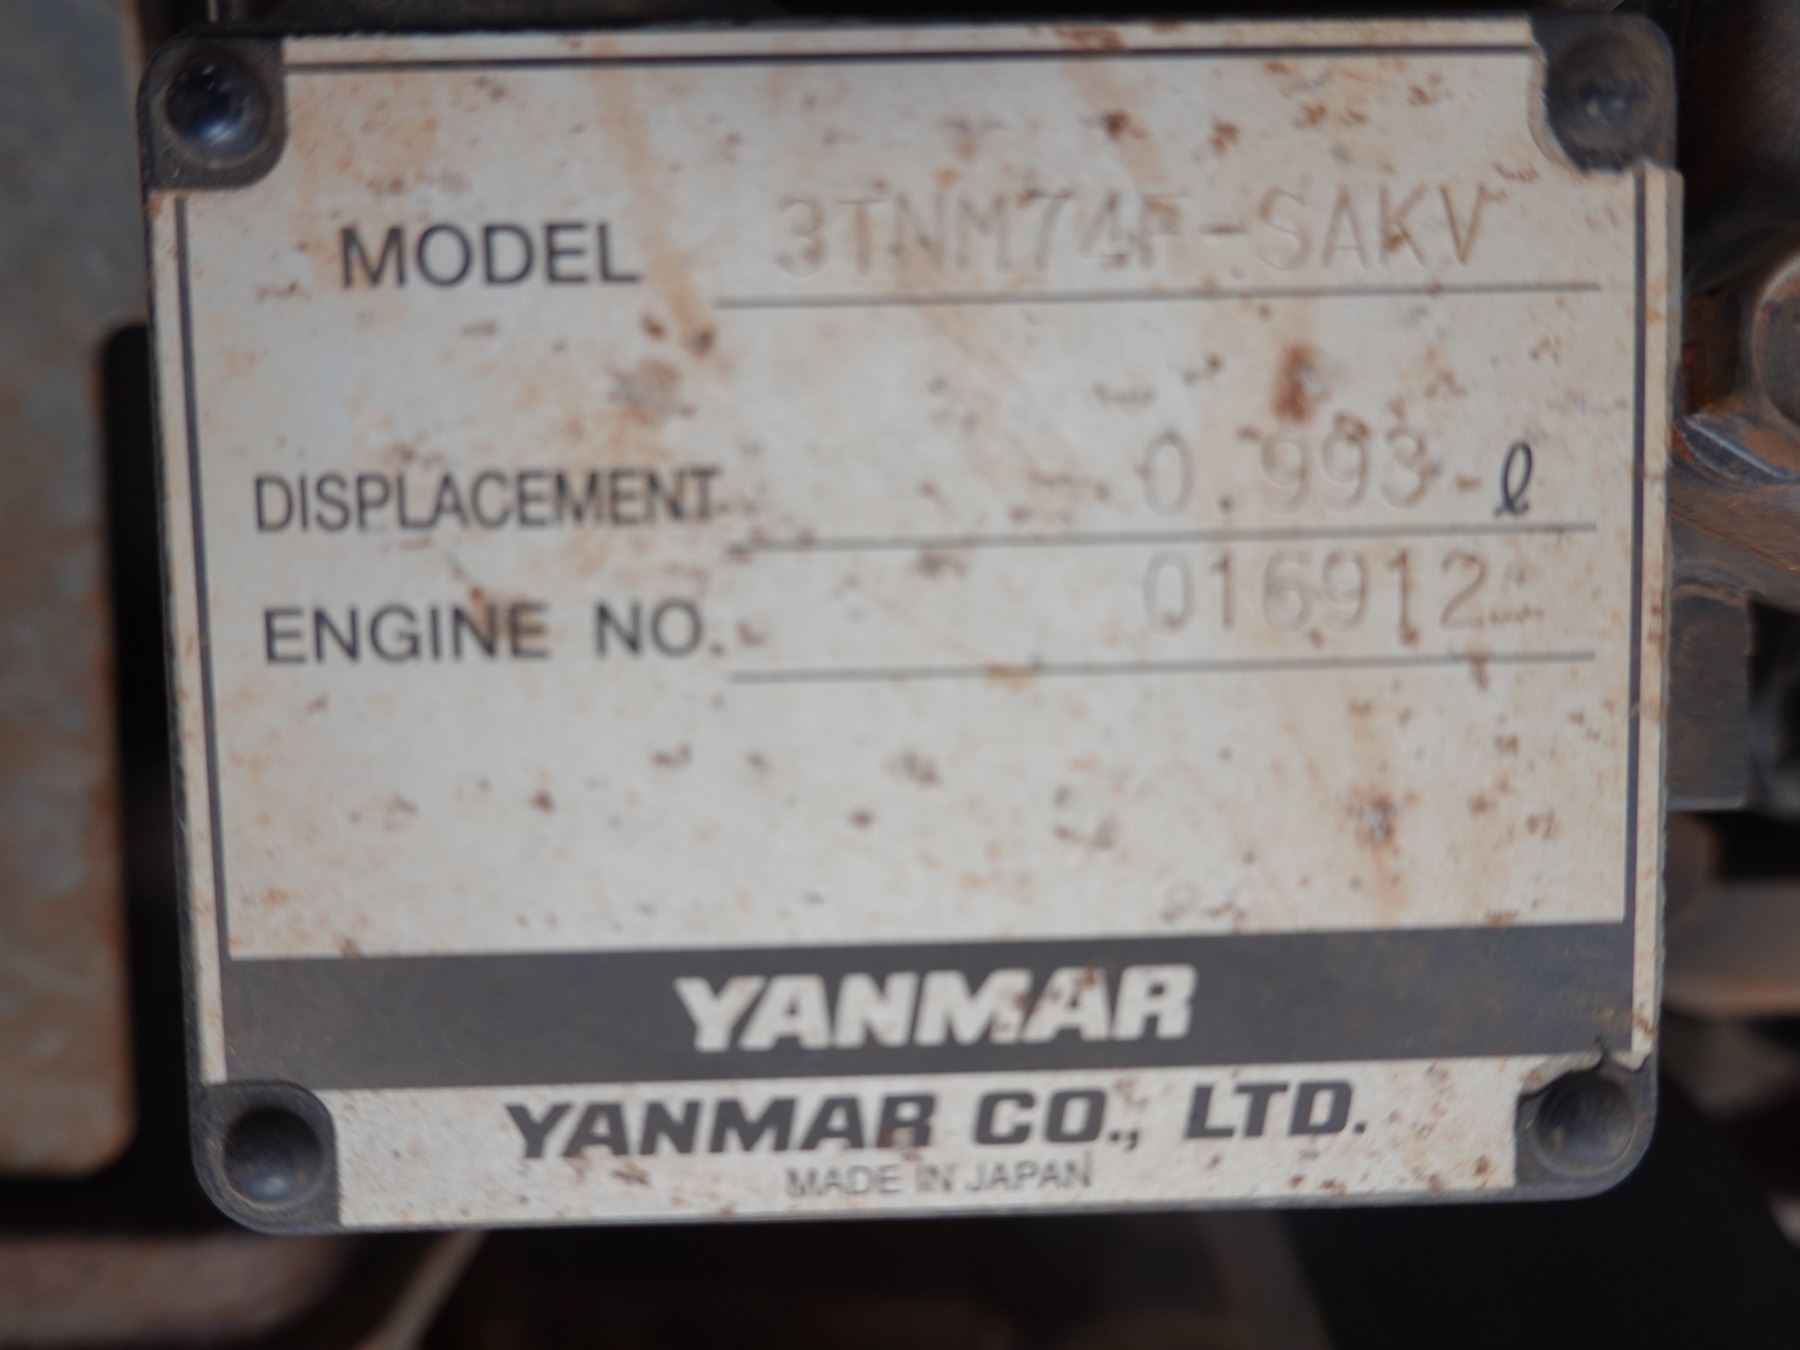 MODEL 3TNM74F-SAKV
DISPLACEMENT 0.993 ℓ
ENGINE NO. 016912
YANMAR
YANMAR CO., LTD.
MADE IN JAPAN